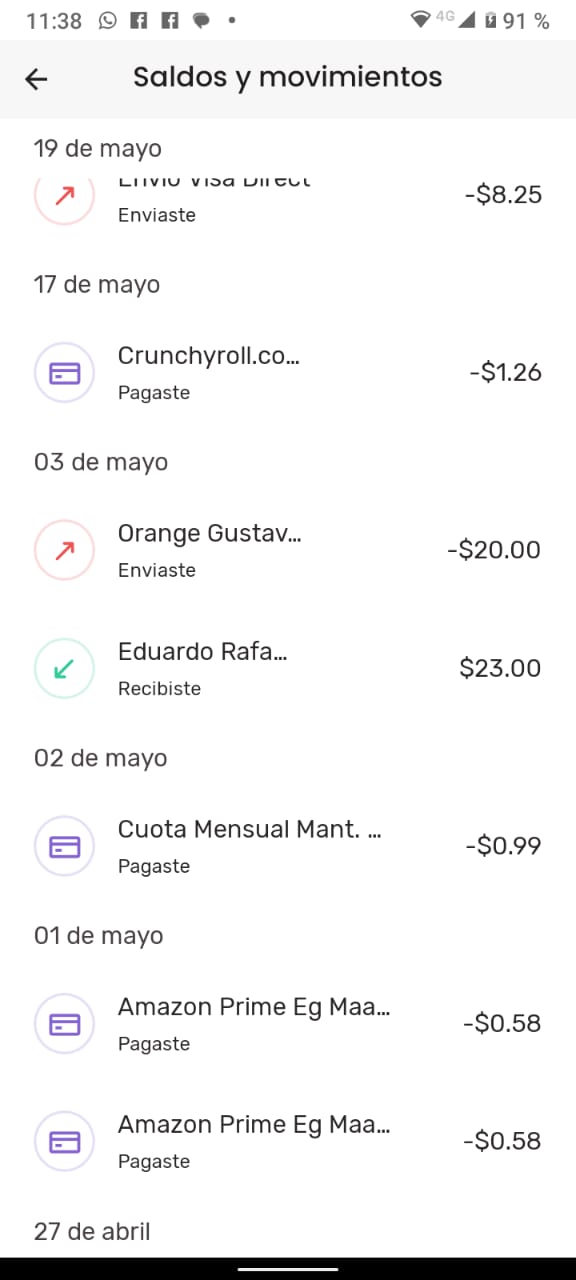 11:38 4G 91 %
Saldos y movimientos
19 de mayo
Envío Visa Direct
-$8.25
Enviaste
17 de mayo
Crunchyroll.co...
-$1.26
Pagaste
03 de mayo
Orange Gustav...
-$20.00
Enviaste
Eduardo Rafa...
$23.00
Recibiste
02 de mayo
Cuota Mensual Mant. ...
-$0.99
Pagaste
01 de mayo
Amazon Prime Eg Maa...
-$0.58
Pagaste
Amazon Prime Eg Maa...
-$0.58
Pagaste
27 de abril